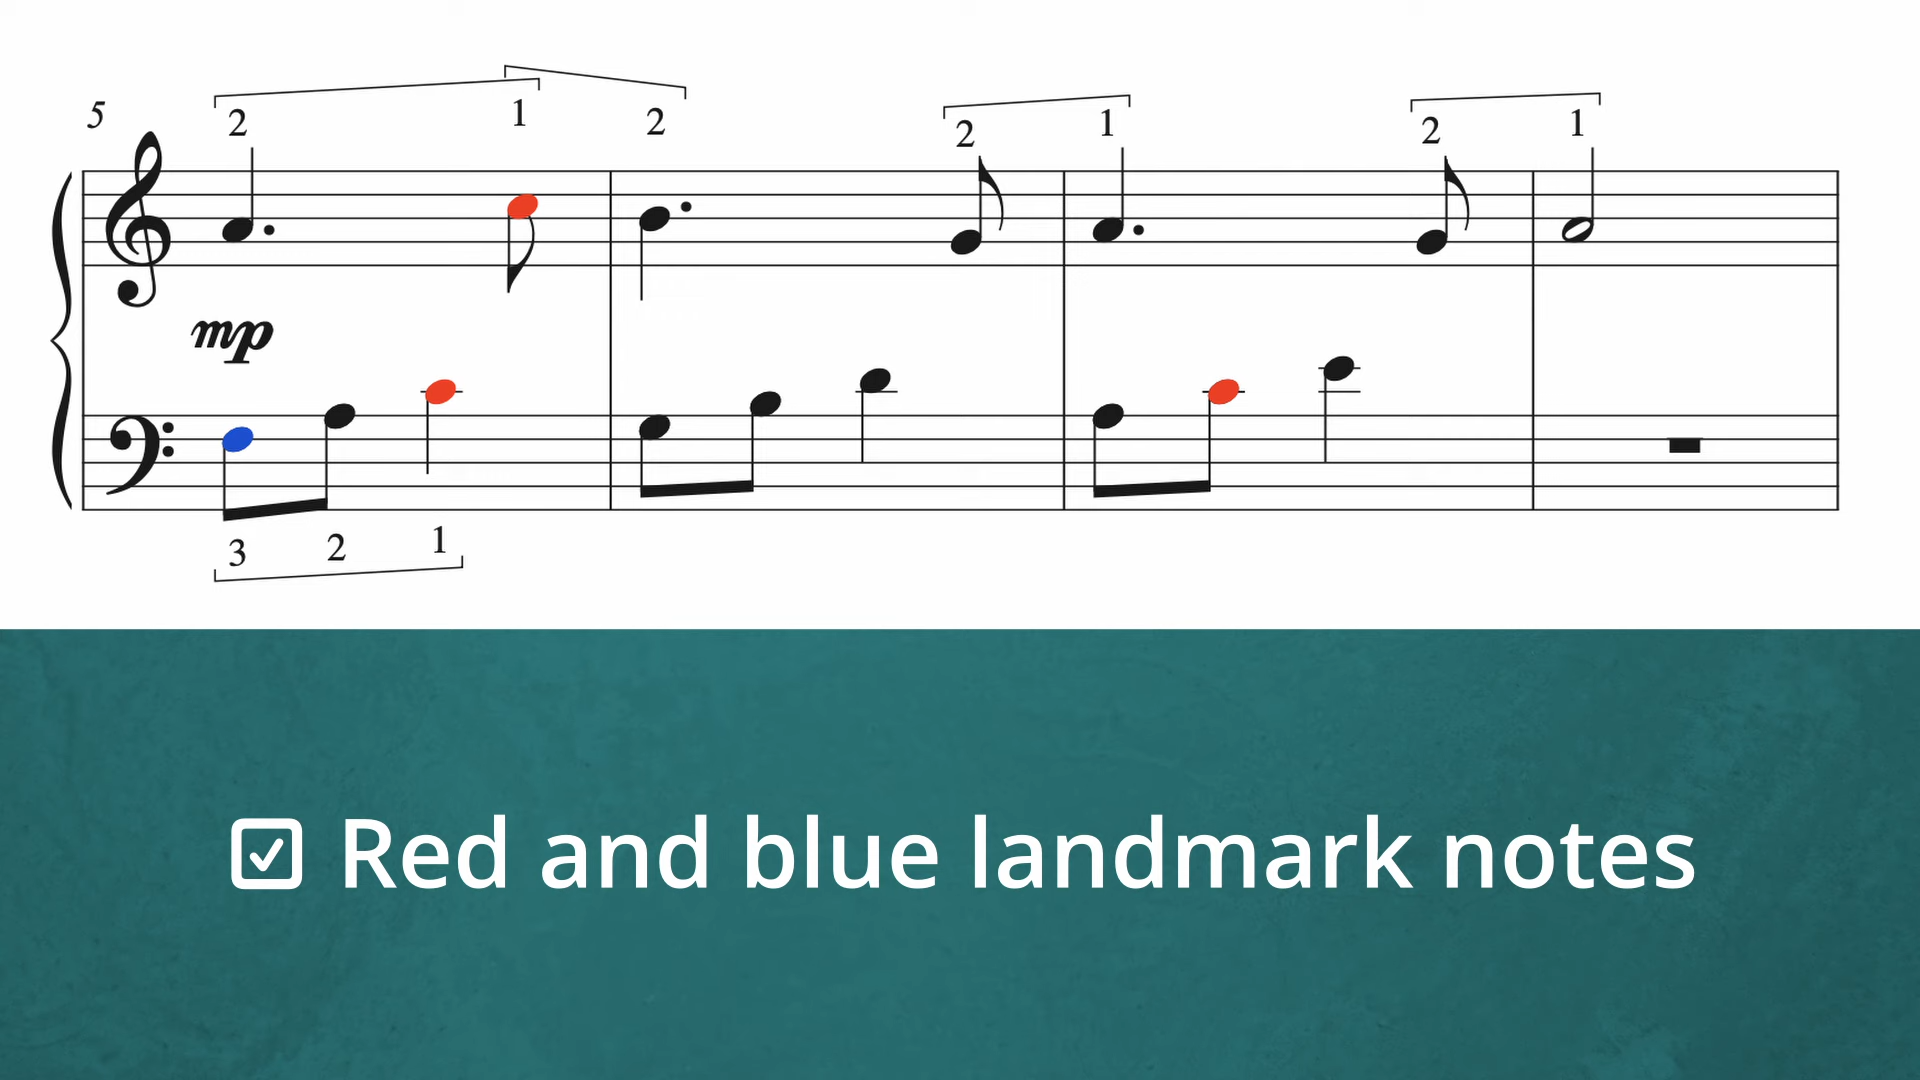 5 2 1 2 2 1 2 1
mp
3 2 1
Red and blue landmark notes